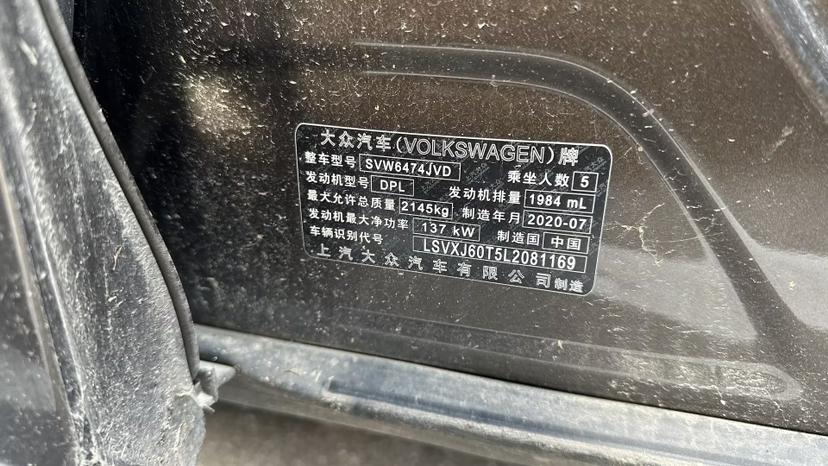 大众汽车(VOLKSWAGEN)牌
整车型号 SVW6474JVD 乘坐人数 5
发动机型号 DPL 发动机排量 1984 mL
最大允许总质量 2145kg 制造年月 2020-07
发动机最大净功率 137 kW 制造国 中国
车辆识别代号 LSVXJ60T5L2081169
上汽大众汽车有限公司 制造